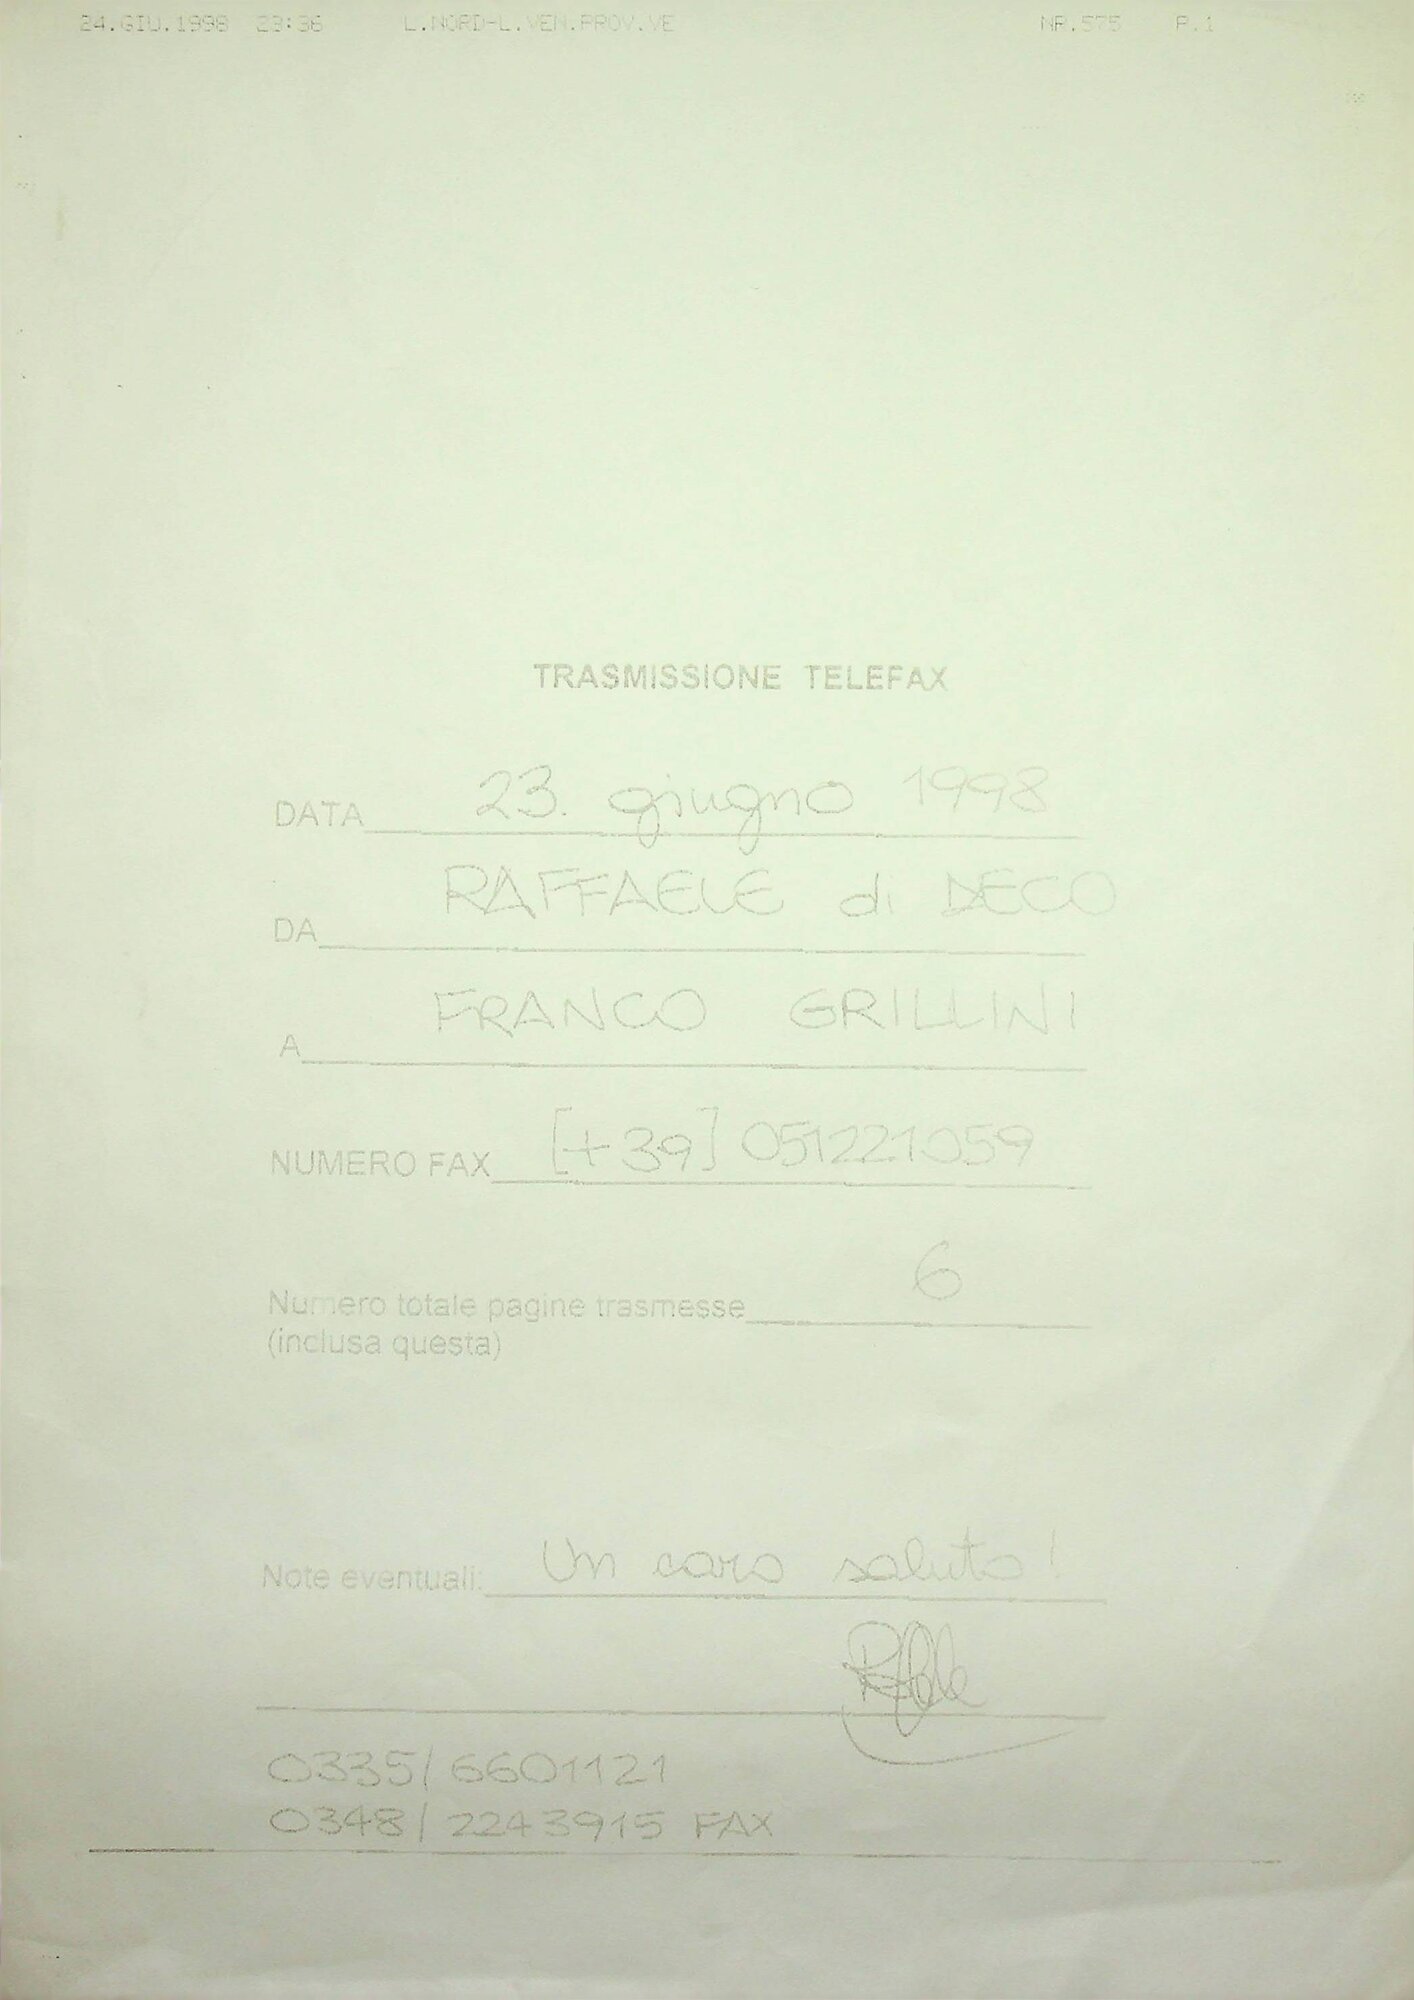 24.GIU.1998 23:36 L.NORD-L.VEN.PROV.VE NR.575 P.1
TRASMISSIONE TELEFAX
DATA 23. giugno 1998
DA RAFFAELE di DECO
A FRANCO GRILLINI
NUMERO FAX [+39] 051221059
Numero totale pagine trasmesse 6
(inclusa questa)
Note eventuali: Un caro saluto!
0335/6601121
0348/2243915 FAX